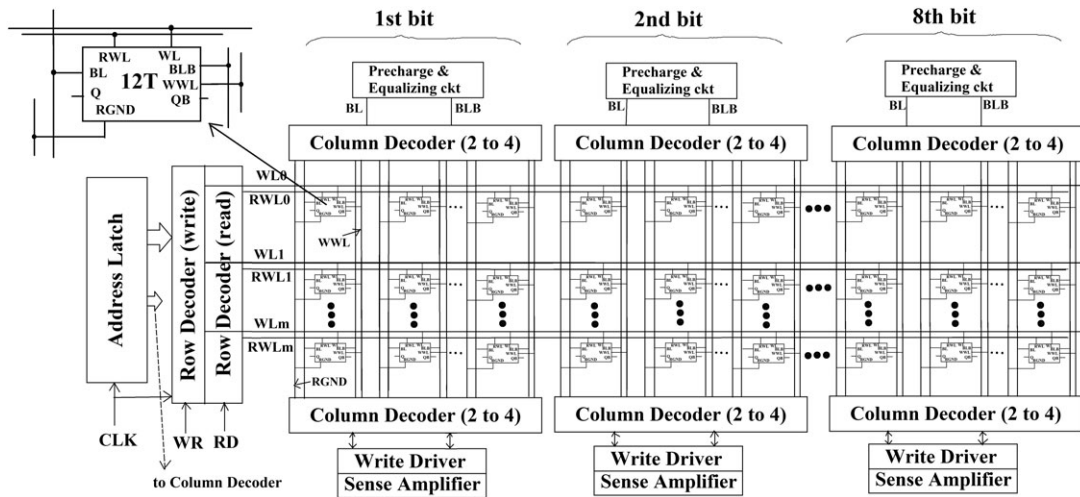 1st bit
2nd bit
8th bit
RWL
WL
BL
12T
BLB
WWL
Q
QB
RGND
Precharge &
Equalizing ckt
Precharge &
Equalizing ckt
Precharge &
Equalizing ckt
BL
BLB
BL
BLB
BL
BLB
Column Decoder (2 to 4)
Column Decoder (2 to 4)
Column Decoder (2 to 4)
Address Latch
Row Decoder (write)
Row Decoder (read)
WL0
RWL0
WWL
WL1
RWL1
WLm
RWLm
RGND
Column Decoder (2 to 4)
Column Decoder (2 to 4)
Column Decoder (2 to 4)
CLK
WR
RD
to Column Decoder
Write Driver
Sense Amplifier
Write Driver
Sense Amplifier
Write Driver
Sense Amplifier